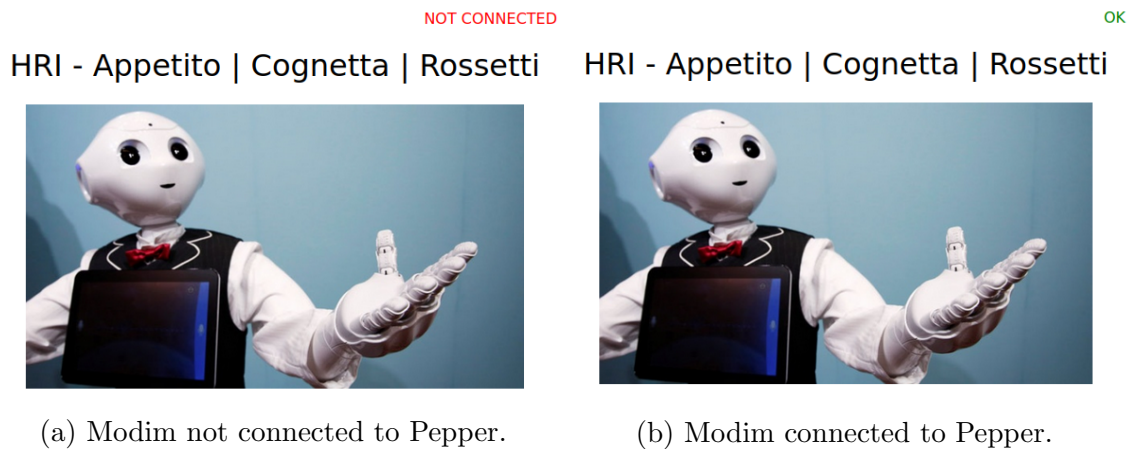 NOT CONNECTED
HRI - Appetito | Cognetta | Rossetti
(a) Modim not connected to Pepper.
OK
HRI - Appetito | Cognetta | Rossetti
(b) Modim connected to Pepper.